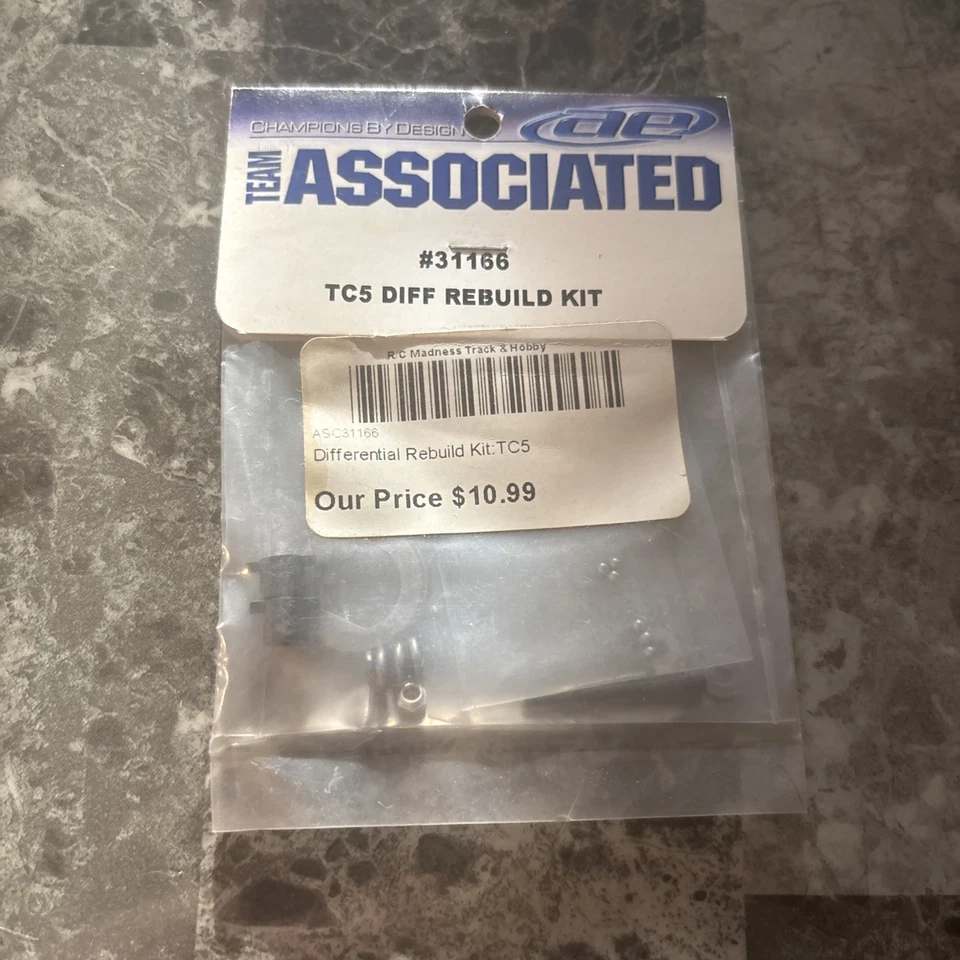 CHAMPIONS BY DESIGN
ae
TEAM ASSOCIATED
#31166
TC5 DIFF REBUILD KIT
R/C Madness Track & Hobby
ASC31166
Differential Rebuild Kit:TC5
Our Price $10.99